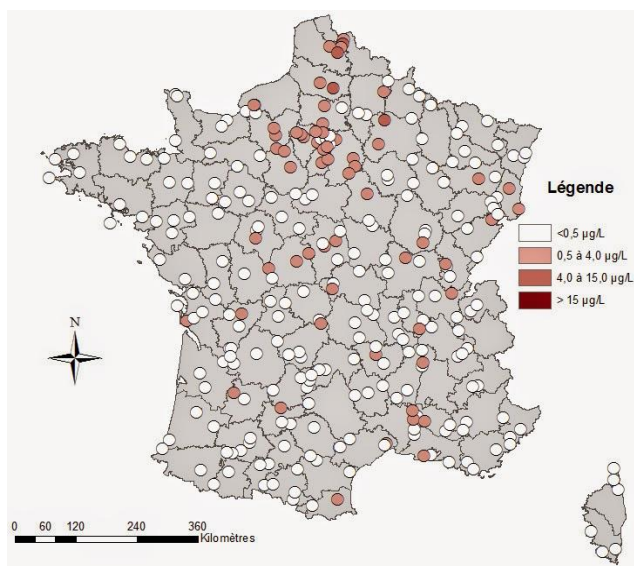 Légende
<0,5 µg/L
0,5 à 4,0 µg/L
4,0 à 15,0 µg/L
> 15 µg/L
N
0 60 120 240 360
Kilomètres